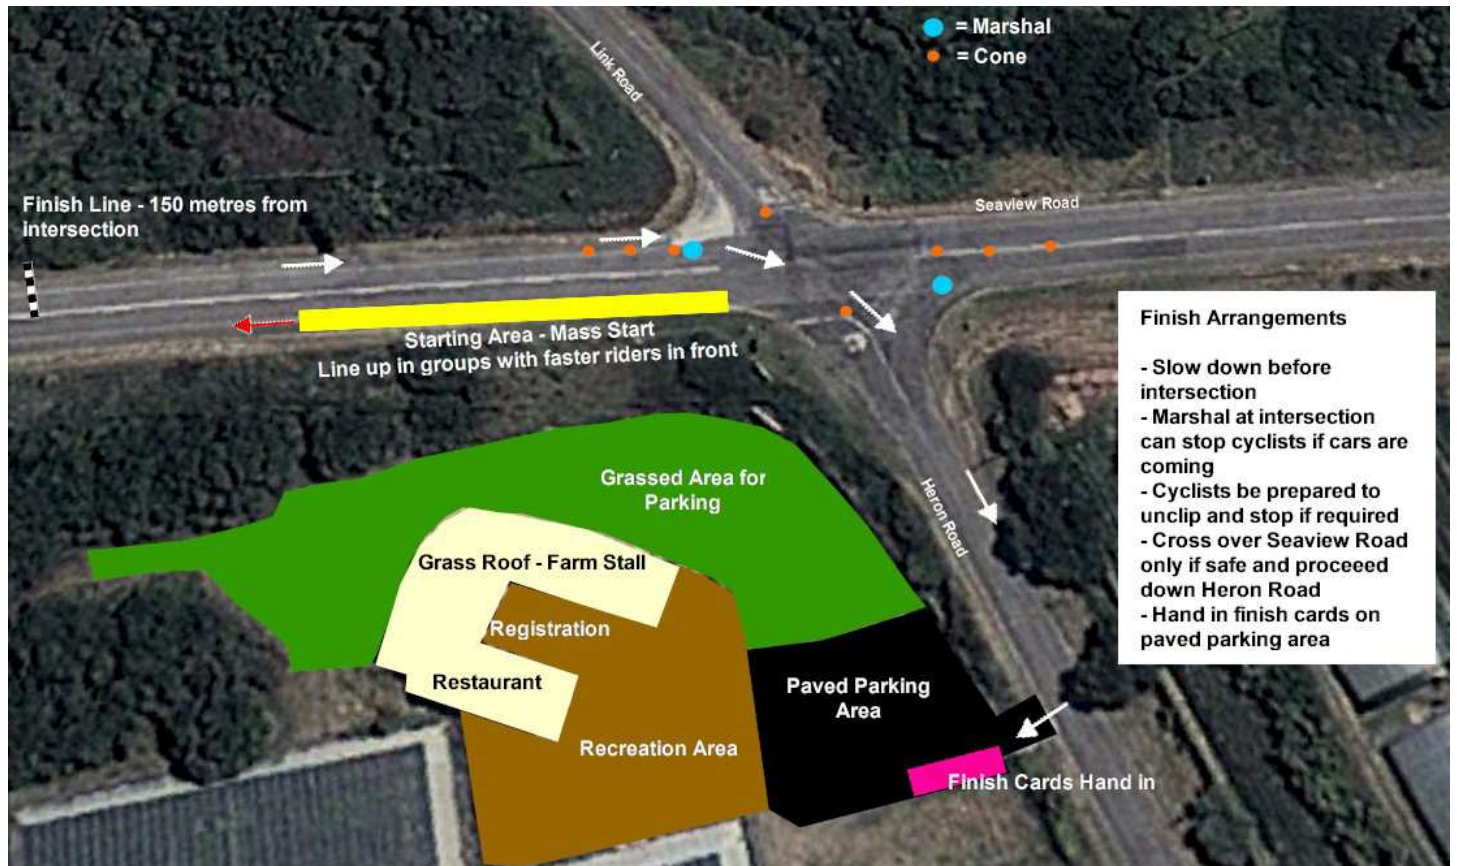 = Marshal
= Cone
Link Road
Seaview Road
Finish Line - 150 metres from
intersection
Starting Area - Mass Start
Line up in groups with faster riders in front
Finish Arrangements
- Slow down before
intersection
- Marshal at intersection
can stop cyclists if cars are
coming
- Cyclists be prepared to
unclip and stop if required
- Cross over Seaview Road
only if safe and proceeed
down Heron Road
- Hand in finish cards on
paved parking area
Heron Road
Grassed Area for
Parking
Grass Roof - Farm Stall
Registration
Restaurant
Paved Parking
Area
Recreation Area
Finish Cards Hand in